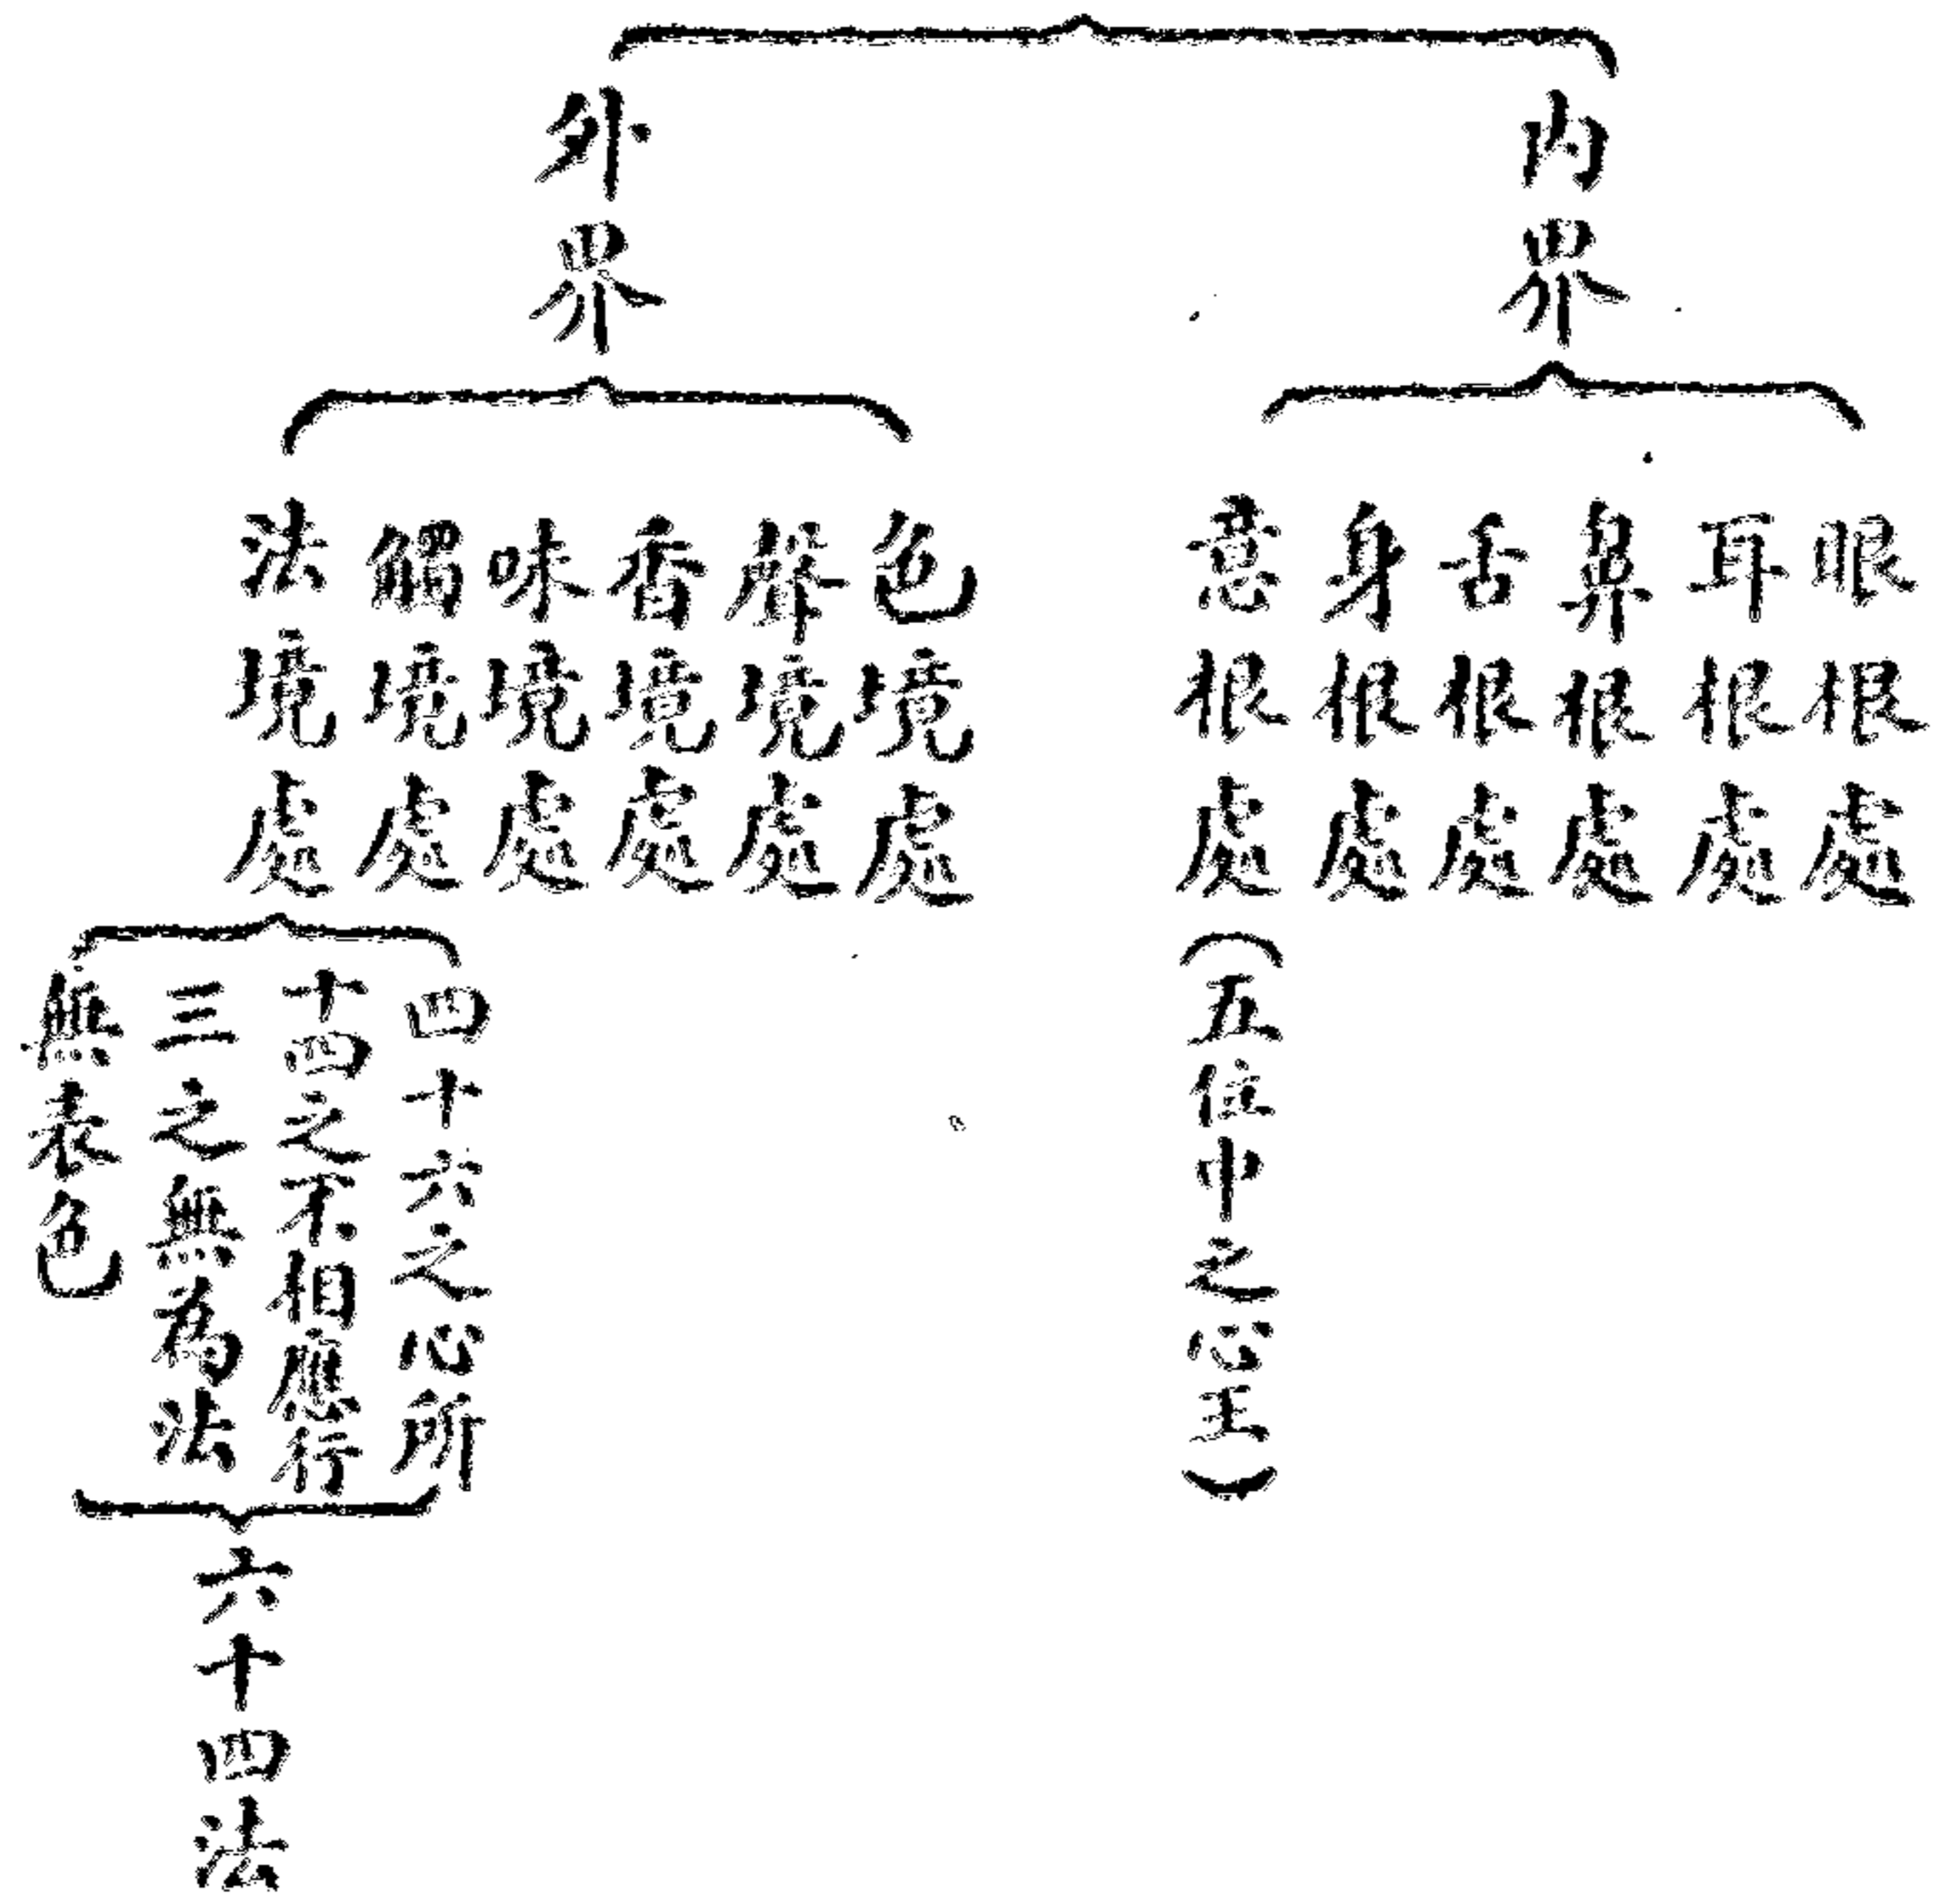 內界
眼根處
耳根處
鼻根處
舌根處
身根處
意根處
（五位中之心王）
外界
色境處
聲境處
香境處
味境處
觸境處
法境處
四十六之心所
十四之不相應行
三之無為法
無表色
六十四法